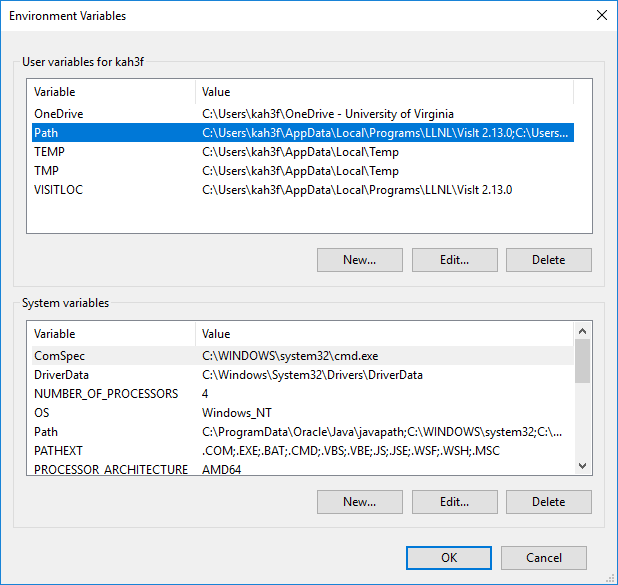 Environment Variables
User variables for kah3f
Variable Value
OneDrive C:\Users\kah3f\OneDrive - University of Virginia
Path C:\Users\kah3f\AppData\Local\Programs\LLNL\VisIt 2.13.0;C:\Users...
TEMP C:\Users\kah3f\AppData\Local\Temp
TMP C:\Users\kah3f\AppData\Local\Temp
VISITLOC C:\Users\kah3f\AppData\Local\Programs\LLNL\VisIt 2.13.0
New... Edit... Delete
System variables
Variable Value
ComSpec C:\WINDOWS\system32\cmd.exe
DriverData C:\Windows\System32\Drivers\DriverData
NUMBER_OF_PROCESSORS 4
OS Windows_NT
Path C:\ProgramData\Oracle\Java\javapath;C:\WINDOWS\system32;C:\...
PATHEXT .COM;.EXE;.BAT;.CMD;.VBS;.VBE;.JS;.JSE;.WSF;.WSH;.MSC
PROCESSOR_ARCHITECTURE AMD64
New... Edit... Delete
OK Cancel